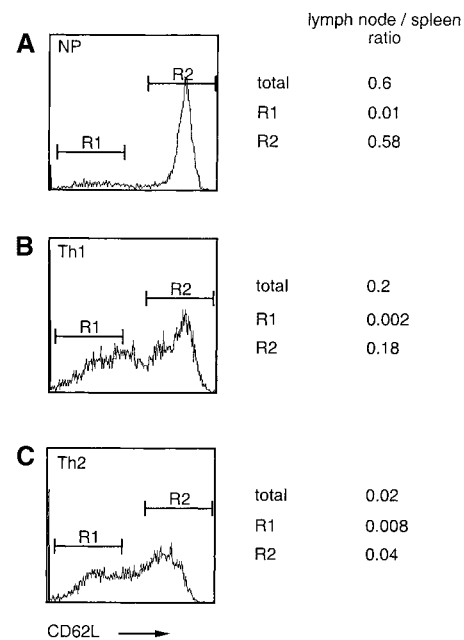 lymph node / spleen
ratio
A
NP
R1
R2
total 0.6
R1 0.01
R2 0.58
B
Th1
R1
R2
total 0.2
R1 0.002
R2 0.18
C
Th2
R1
R2
total 0.02
R1 0.008
R2 0.04
CD62L